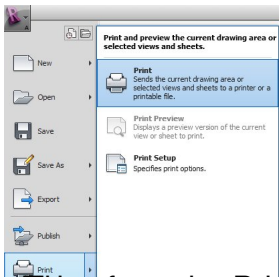 Print and preview the current drawing area or
selected views and sheets.
New
Open
Save
Save As
Export
Publish
Print
Print
Sends the current drawing area or
selected views and sheets to a printer or a
printable file.
Print Preview
Displays a preview version of the current
view or sheet to print.
Print Setup
Specifies print options.